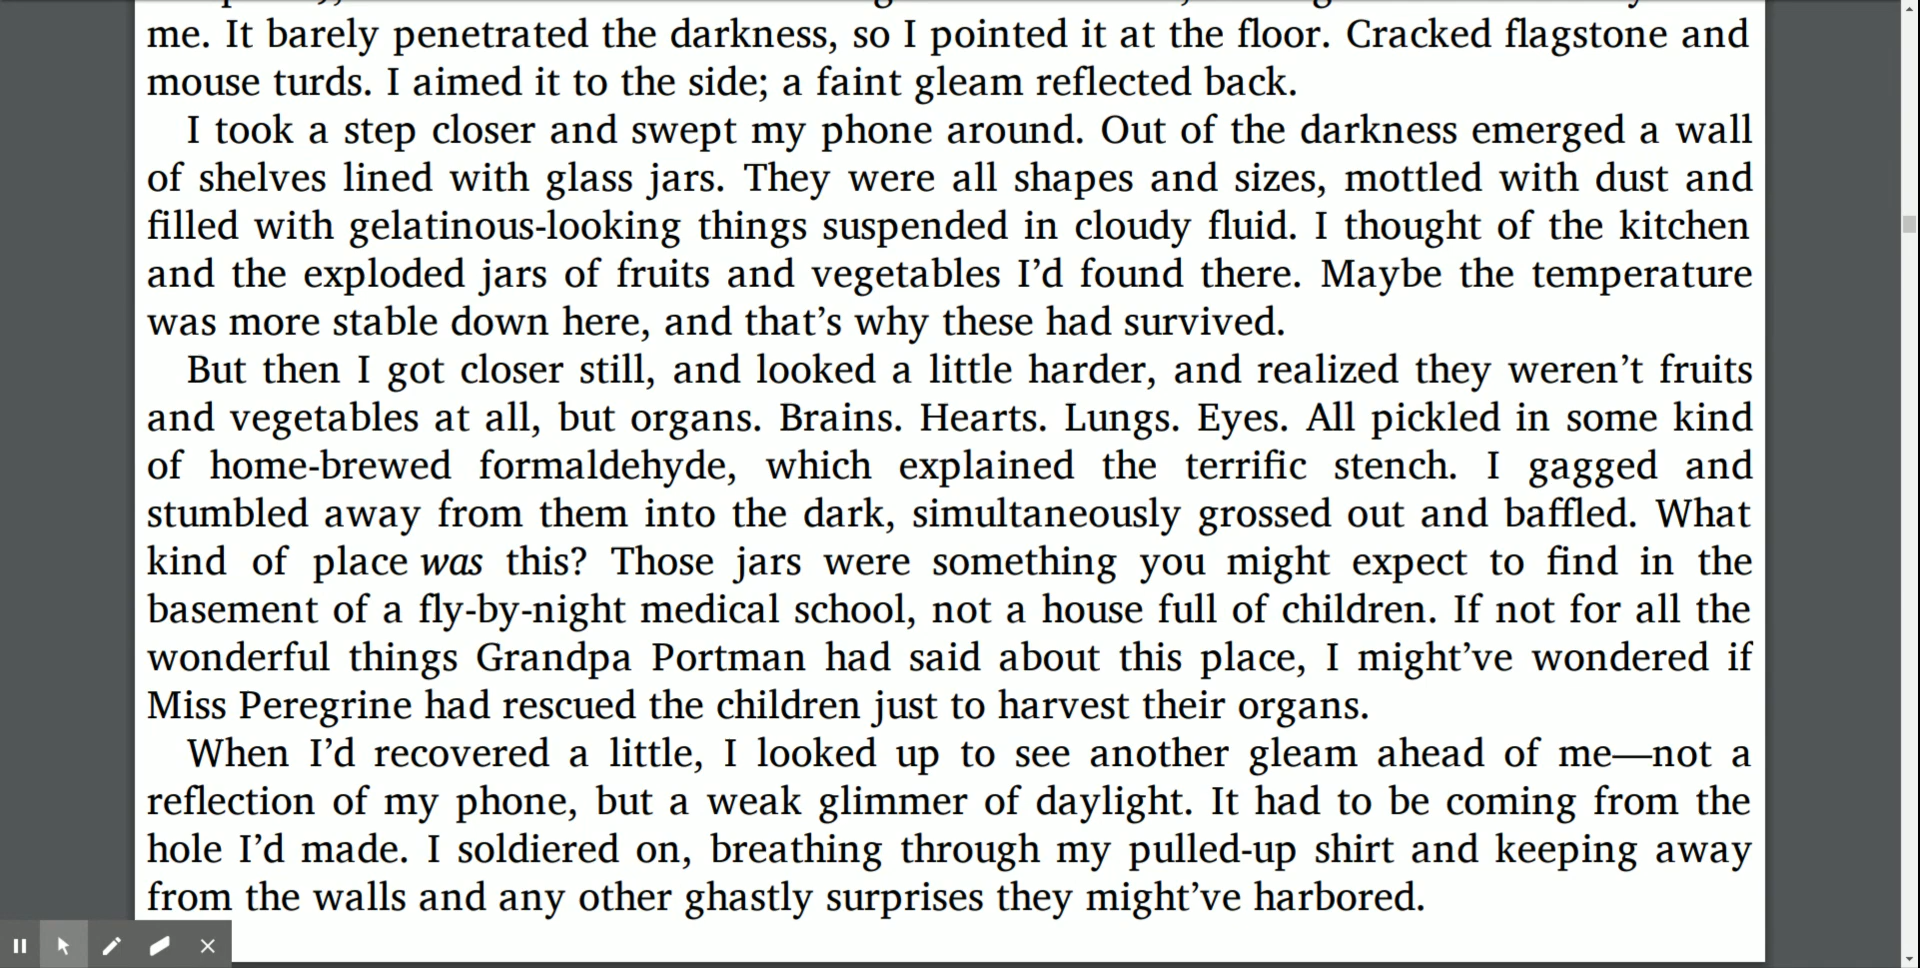 me. It barely penetrated the darkness, so I pointed it at the floor. Cracked flagstone and
mouse turds. I aimed it to the side; a faint gleam reflected back.
I took a step closer and swept my phone around. Out of the darkness emerged a wall
of shelves lined with glass jars. They were all shapes and sizes, mottled with dust and
filled with gelatinous-looking things suspended in cloudy fluid. I thought of the kitchen
and the exploded jars of fruits and vegetables I’d found there. Maybe the temperature
was more stable down here, and that’s why these had survived.
But then I got closer still, and looked a little harder, and realized they weren’t fruits
and vegetables at all, but organs. Brains. Hearts. Lungs. Eyes. All pickled in some kind
of home-brewed formaldehyde, which explained the terrific stench. I gagged and
stumbled away from them into the dark, simultaneously grossed out and baffled. What
kind of place was this? Those jars were something you might expect to find in the
basement of a fly-by-night medical school, not a house full of children. If not for all the
wonderful things Grandpa Portman had said about this place, I might’ve wondered if
Miss Peregrine had rescued the children just to harvest their organs.
When I’d recovered a little, I looked up to see another gleam ahead of me—not a
reflection of my phone, but a weak glimmer of daylight. It had to be coming from the
hole I’d made. I soldiered on, breathing through my pulled-up shirt and keeping away
from the walls and any other ghastly surprises they might’ve harbored.